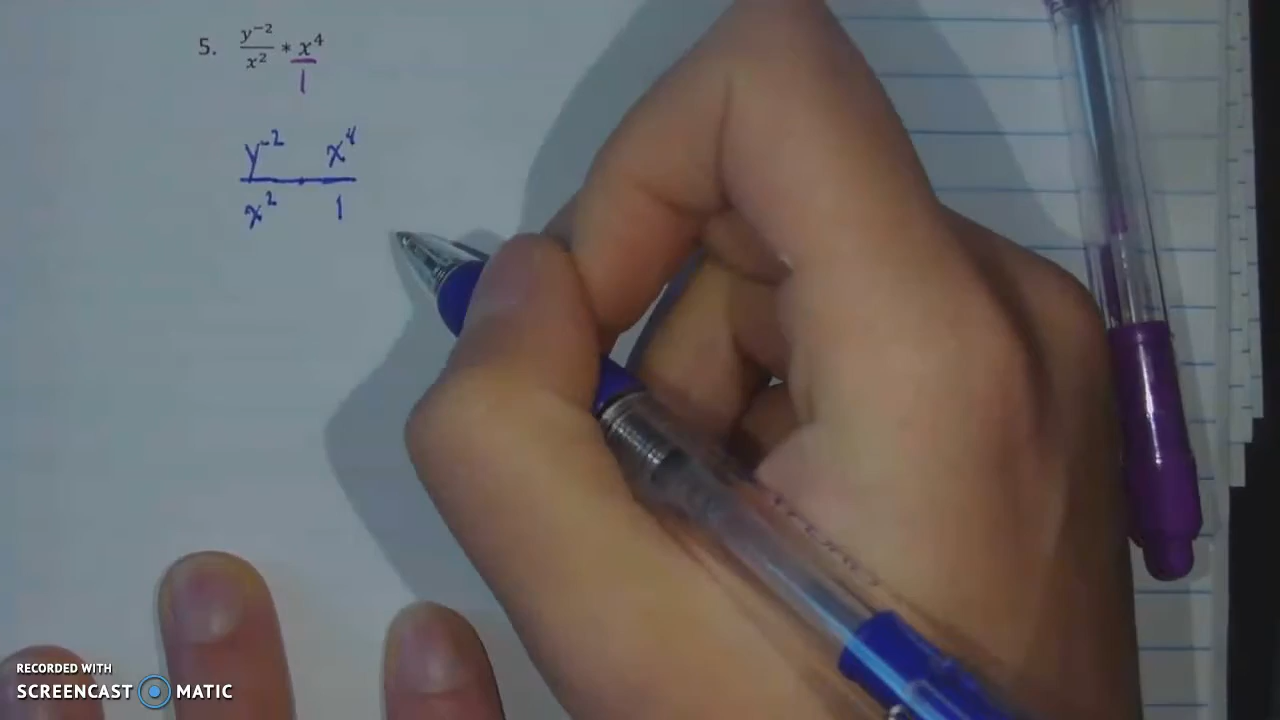 5. y⁻²/x² * x⁴
1
y⁻² x⁴
x² 1
RECORDED WITH
SCREENCAST MATIC